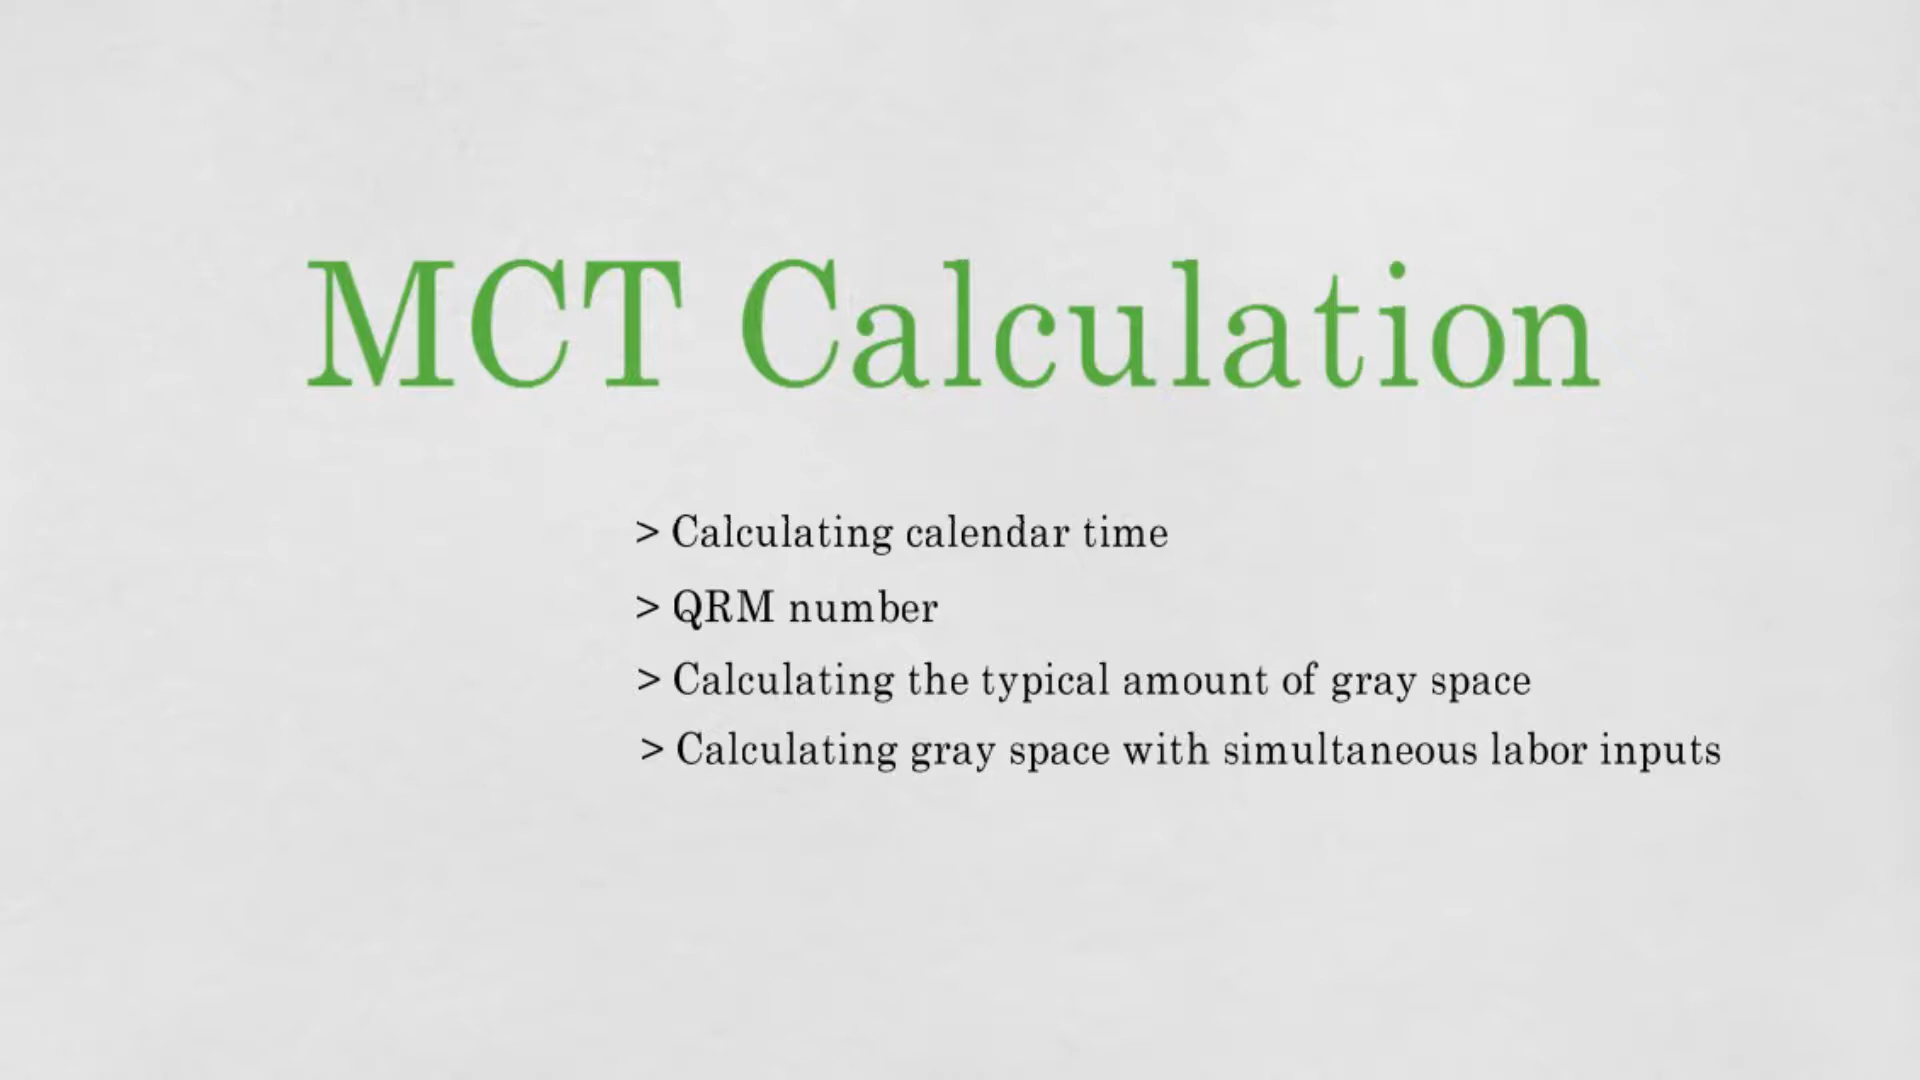 MCT Calculation
> Calculating calendar time
> QRM number
> Calculating the typical amount of gray space
> Calculating gray space with simultaneous labor inputs